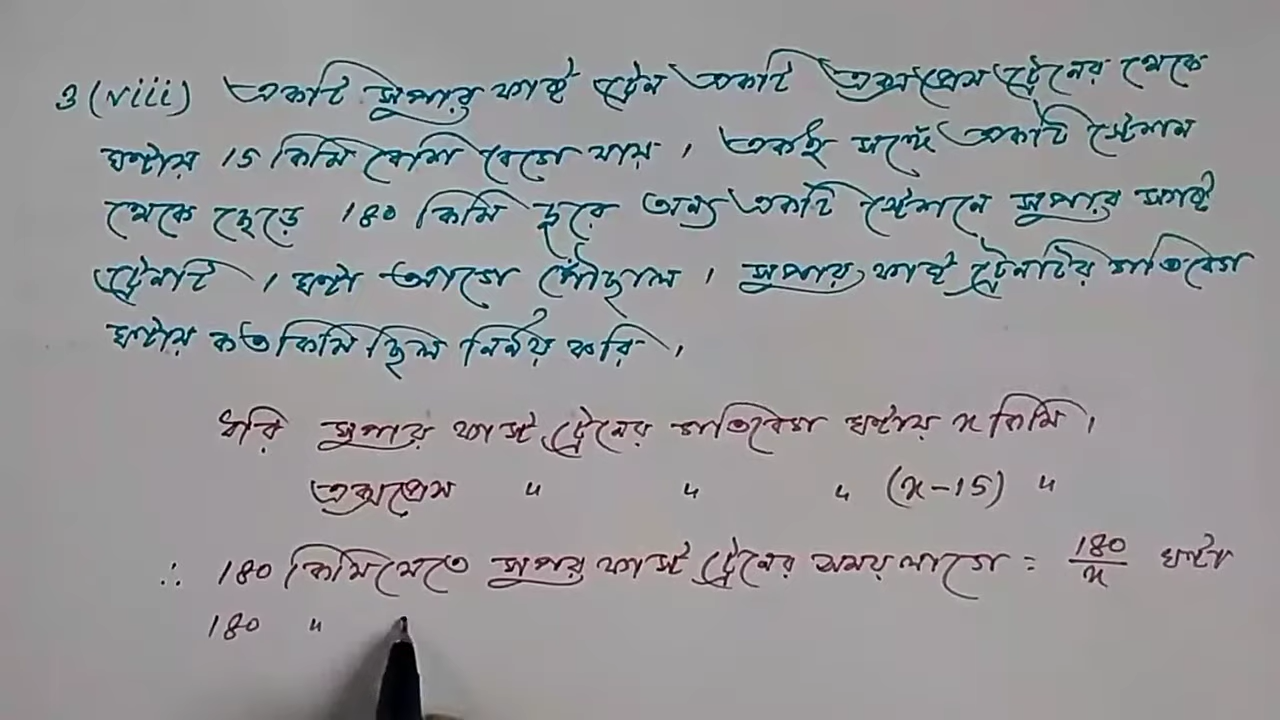 3(viii) একটি সুপার ফাস্ট ট্রেন একটি এক্সপ্রেস ট্রেনের থেকে
ঘণ্টায় 15 কিমি বেশি বেগে যায়। একই সঙ্গে একটি স্টেশন
থেকে ছেড়ে 180 কিমি দূরে অন্য একটি স্টেশনে সুপার ফাস্ট
ট্রেনটি 1 ঘণ্টা আগে পৌঁছাল। সুপার ফাস্ট ট্রেনটির গতিবেগ
ঘণ্টায় কত কিমি ছিল নির্ণয় করি।
ধরি সুপার ফাস্ট ট্রেনের গতিবেগ ঘণ্টায় x কিমি।
এক্সপ্রেস " " " (x-15) "
∴ 180 কিমি যেতে সুপার ফাস্ট ট্রেনের সময় লাগে = 180/x ঘণ্টা
180 "